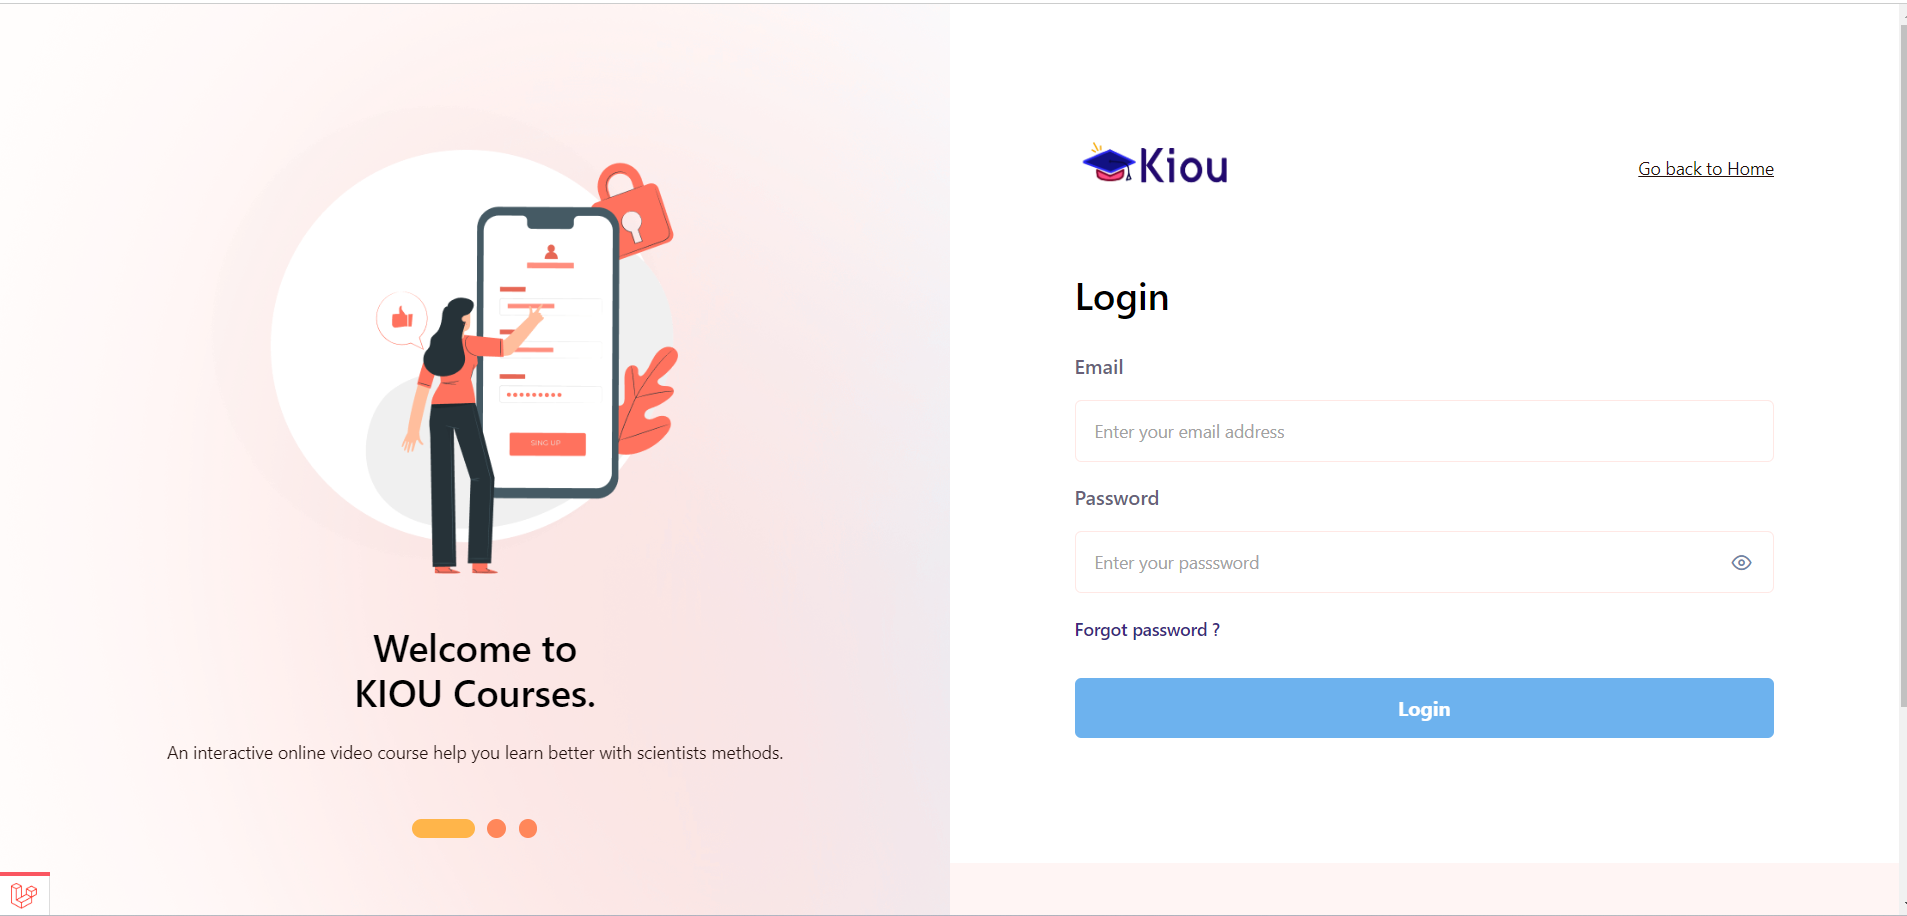 SING UP
Welcome to
KIOU Courses.
An interactive online video course help you learn better with scientists methods.
Kiou
Go back to Home
Login
Email
Enter your email address
Password
Enter your passsword
Forgot password ?
Login